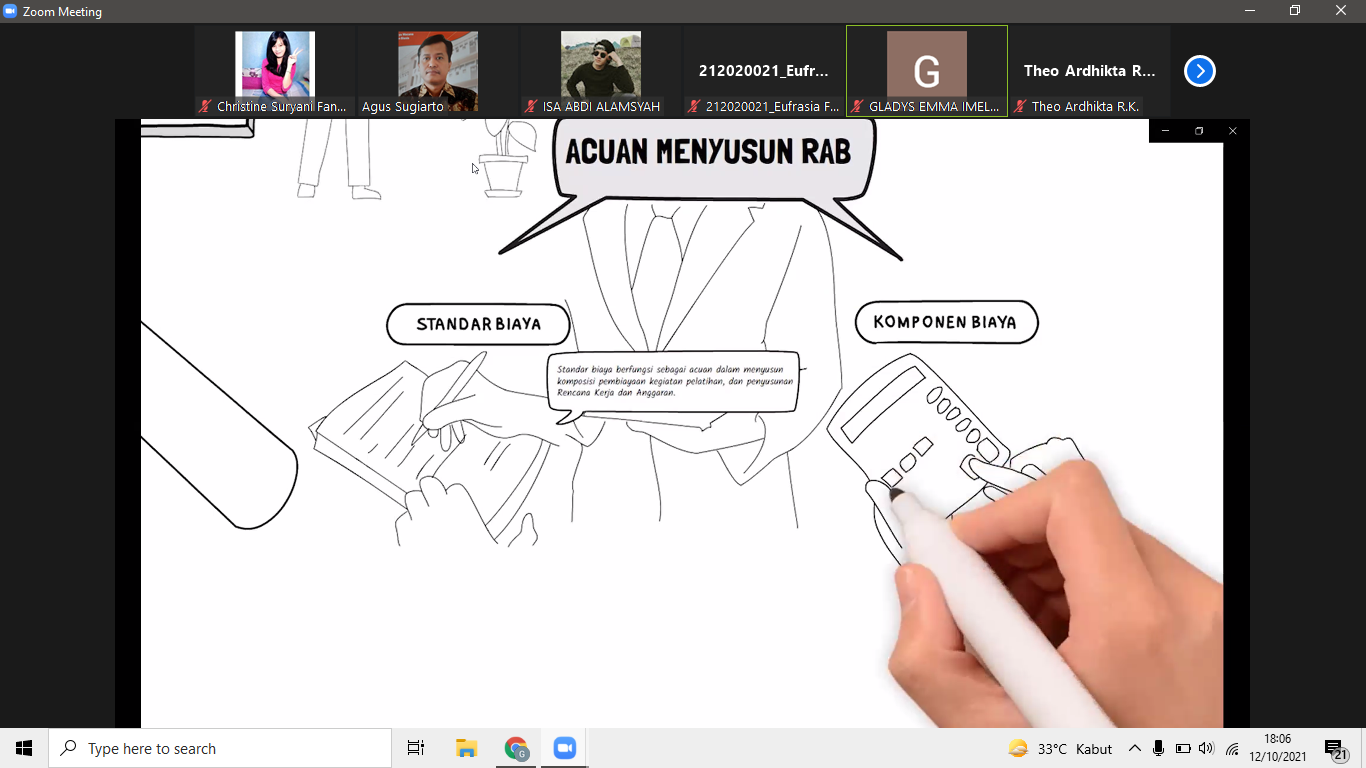 Zoom Meeting
212020021_Eufr...
G
Theo Ardhikta R...
Christine Suryani Fan...
Agus Sugiarto
ISA ABDI ALAMSYAH
212020021_Eufrasia F...
GLADYS EMMA IMEL...
Theo Ardhikta R.K.
ACUAN MENYUSUN RAB
STANDAR BIAYA
KOMPONEN BIAYA
Standar biaya berfungsi sebagai acuan dalam menyusun
komposisi pembiayaan kegiatan pelatihan, dan penyusunan
Rencana Kerja dan Anggaran.
Type here to search
G
33°C Kabut
18:06
12/10/2021
21